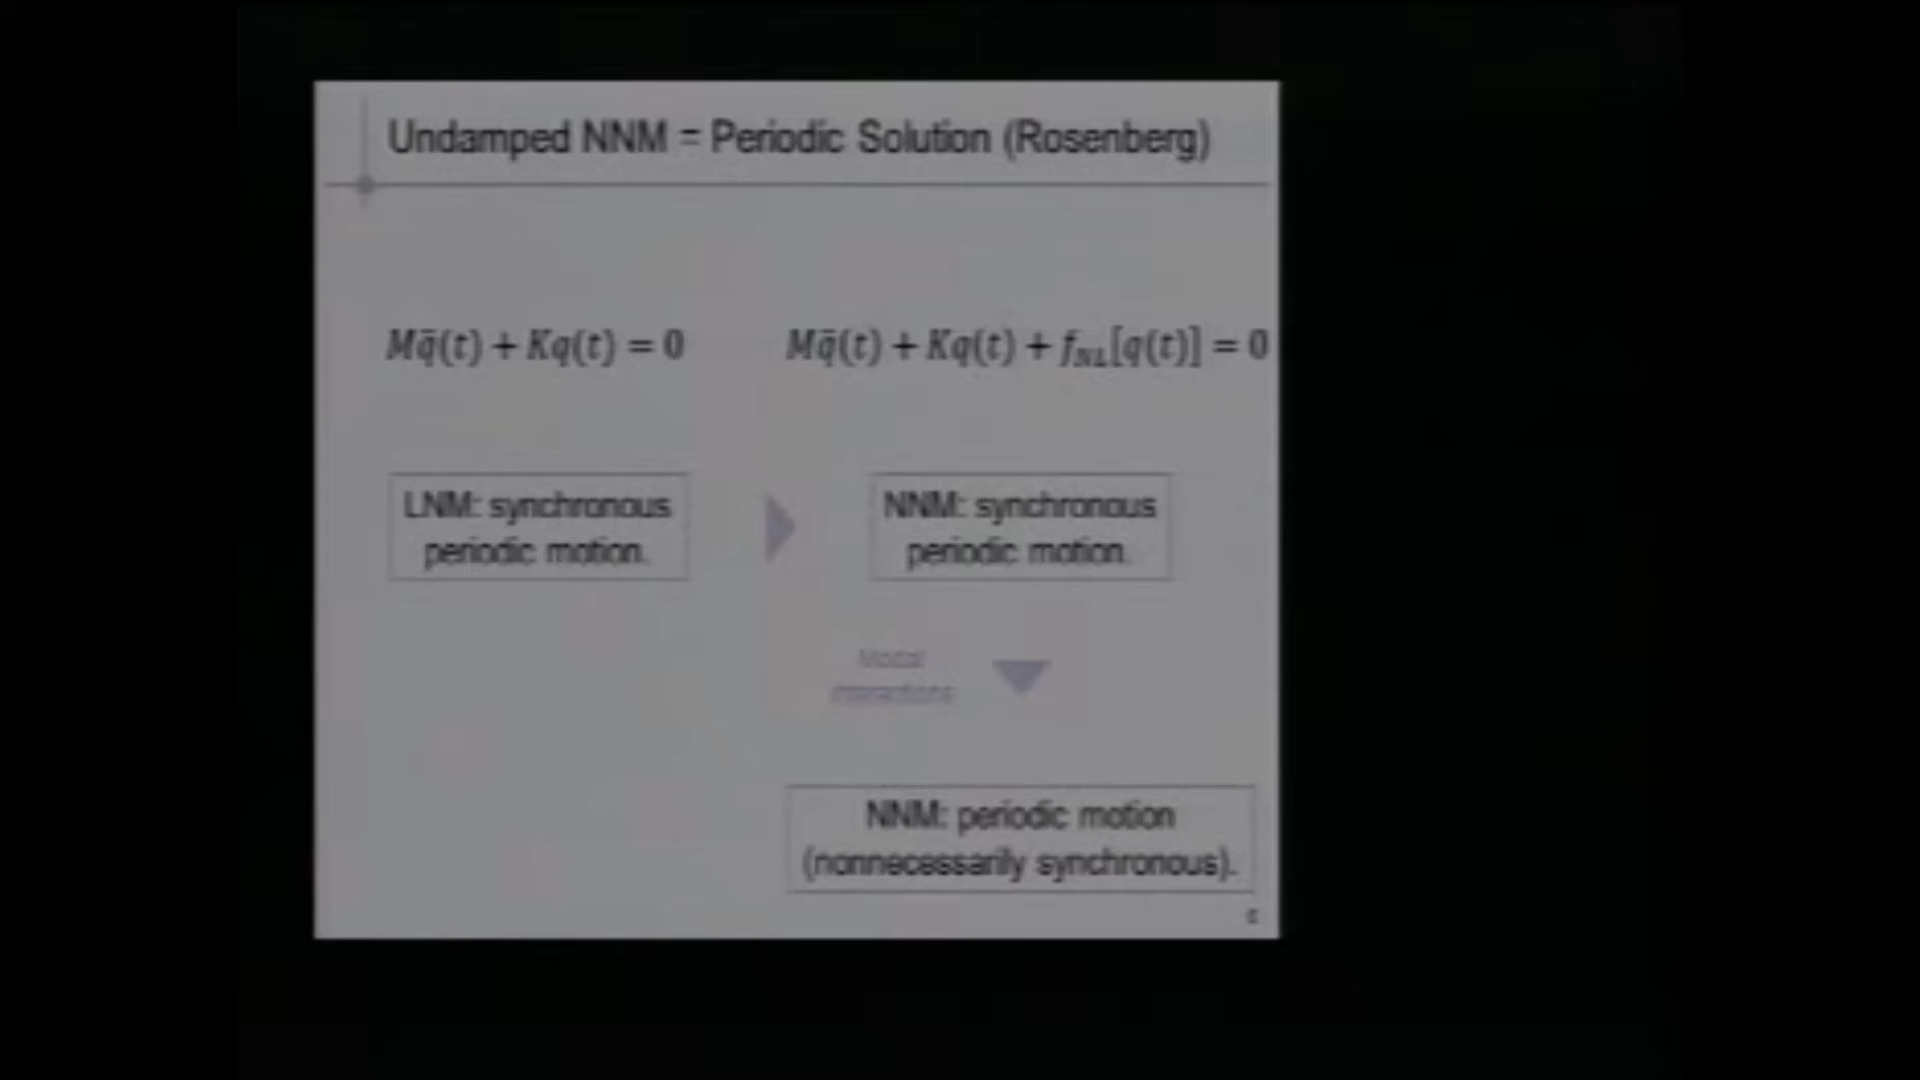 Undamped NNM = Periodic Solution (Rosenberg)
Mq̈(t) + Kq(t) = 0
Mq̈(t) + Kq(t) + f_NL[q(t)] = 0
LNM: synchronous
periodic motion.
NNM: synchronous
periodic motion.
Modal
interactions
NNM: periodic motion
(nonnecessarily synchronous).